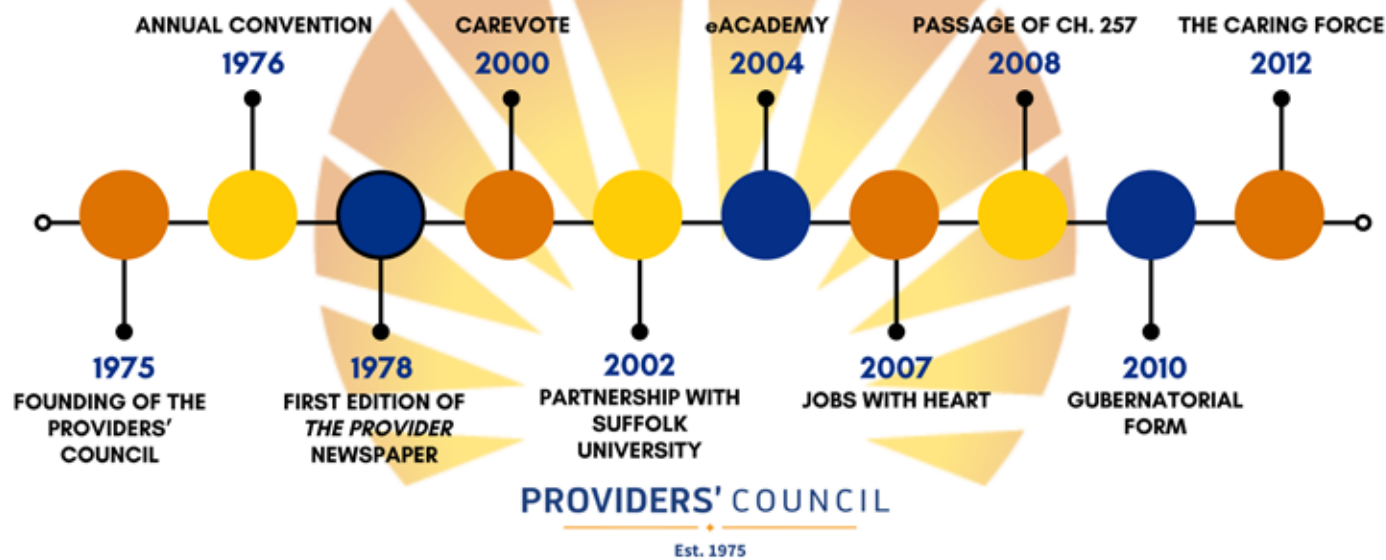 ANNUAL CONVENTION
1976
CAREVOTE
2000
eACADEMY
2004
PASSAGE OF CH. 257
2008
THE CARING FORCE
2012
1975
FOUNDING OF THE
PROVIDERS'
COUNCIL
1978
FIRST EDITION OF
THE PROVIDER
NEWSPAPER
2002
PARTNERSHIP WITH
SUFFOLK
UNIVERSITY
2007
JOBS WITH HEART
2010
GUBERNATORIAL
FORM
PROVIDERS' COUNCIL
Est. 1975